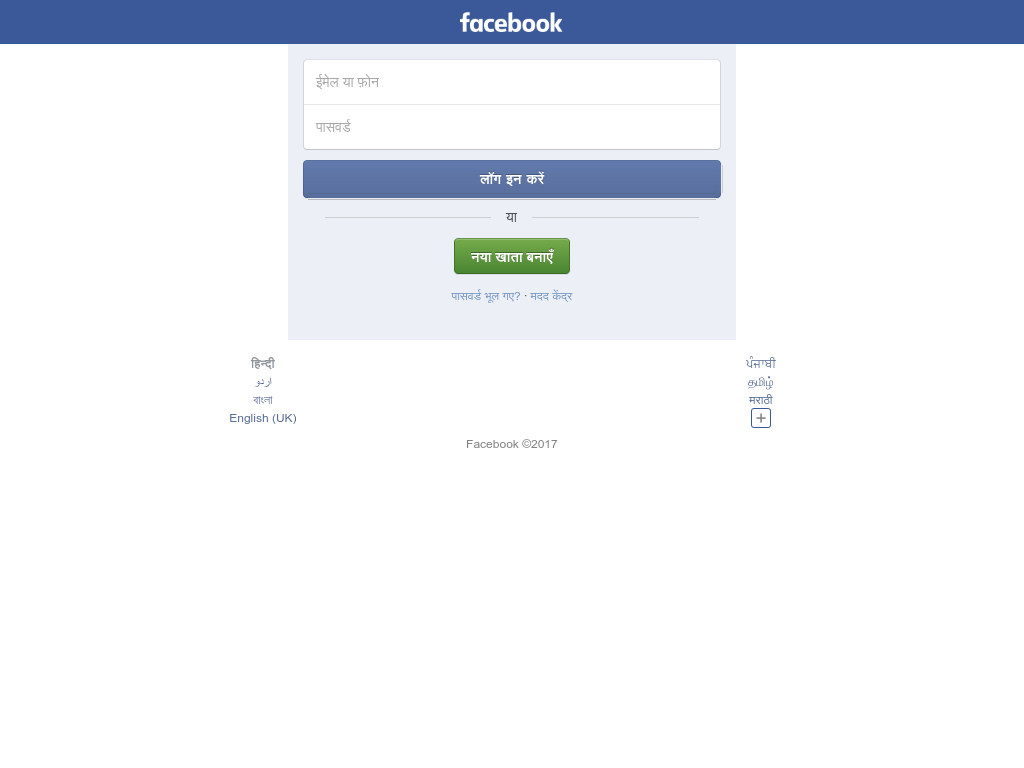 facebook
ईमेल या फ़ोन
पासवर्ड
लॉग इन करें
या
नया खाता बनाएँ
पासवर्ड भूल गए? · मदद केंद्र
हिन्दी
اردو
বাংলা
English (UK)
ਪੰਜਾਬੀ
தமிழ்
मराठी
Facebook ©2017